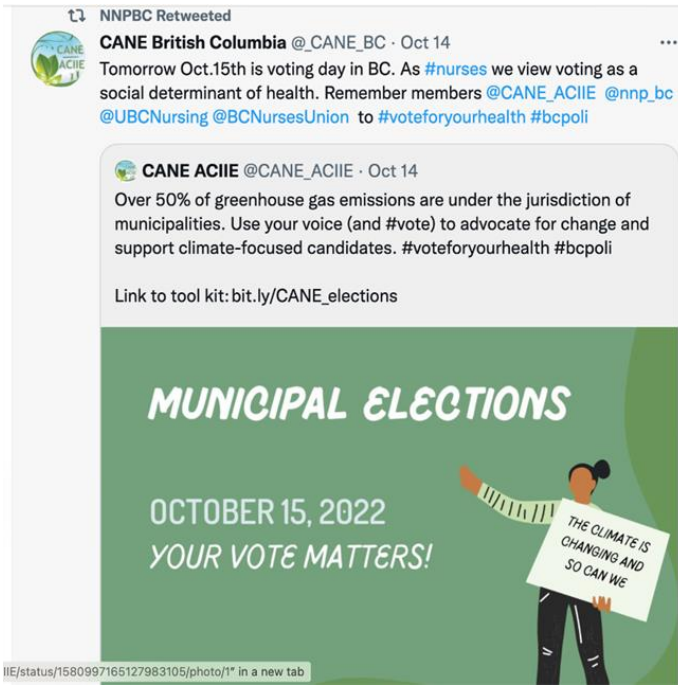 NNPBC Retweeted
CANE British Columbia @_CANE_BC · Oct 14
CANE
ACIIE
Tomorrow Oct.15th is voting day in BC. As #nurses we view voting as a
social determinant of health. Remember members @CANE_ACIIE @nnp_bc
@UBCNursing @BCNursesUnion to #voteforyourhealth #bcpoli
CANE ACIIE @CANE_ACIIE · Oct 14
Over 50% of greenhouse gas emissions are under the jurisdiction of
municipalities. Use your voice (and #vote) to advocate for change and
support climate-focused candidates. #voteforyourhealth #bcpoli
Link to tool kit: bit.ly/CANE_elections
MUNICIPAL ELECTIONS
OCTOBER 15, 2022
YOUR VOTE MATTERS!
THE CLIMATE IS
CHANGING AND
SO CAN WE
IIE/status/1580997165127983105/photo/1" in a new tab